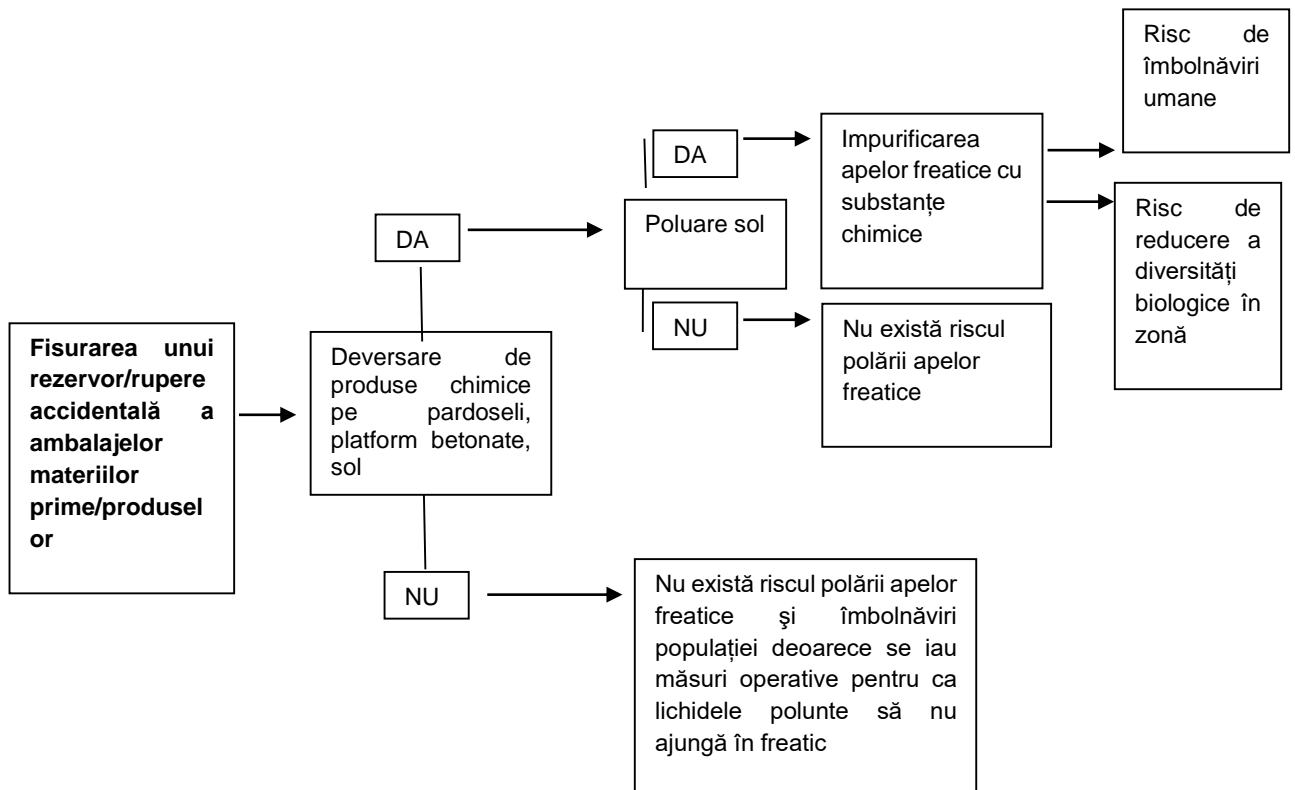 Fisurarea unui
rezervor/rupere
accidentală a
ambalajelor
materiilor
prime/produsel
or
DA
Deversare de
produse chimice
pe pardoseli,
platform betonate,
sol
NU
DA
Poluare sol
NU
Impurificarea
apelor freatice cu
substanțe
chimice
Nu există riscul
polării apelor
freatice
Risc de
îmbolnăviri
umane
Risc de
reducere a
diversități
biologice în
zonă
Nu există riscul polării apelor
freatice şi îmbolnăviri
populației deoarece se iau
măsuri operative pentru ca
lichidele polunte să nu
ajungă în freatic